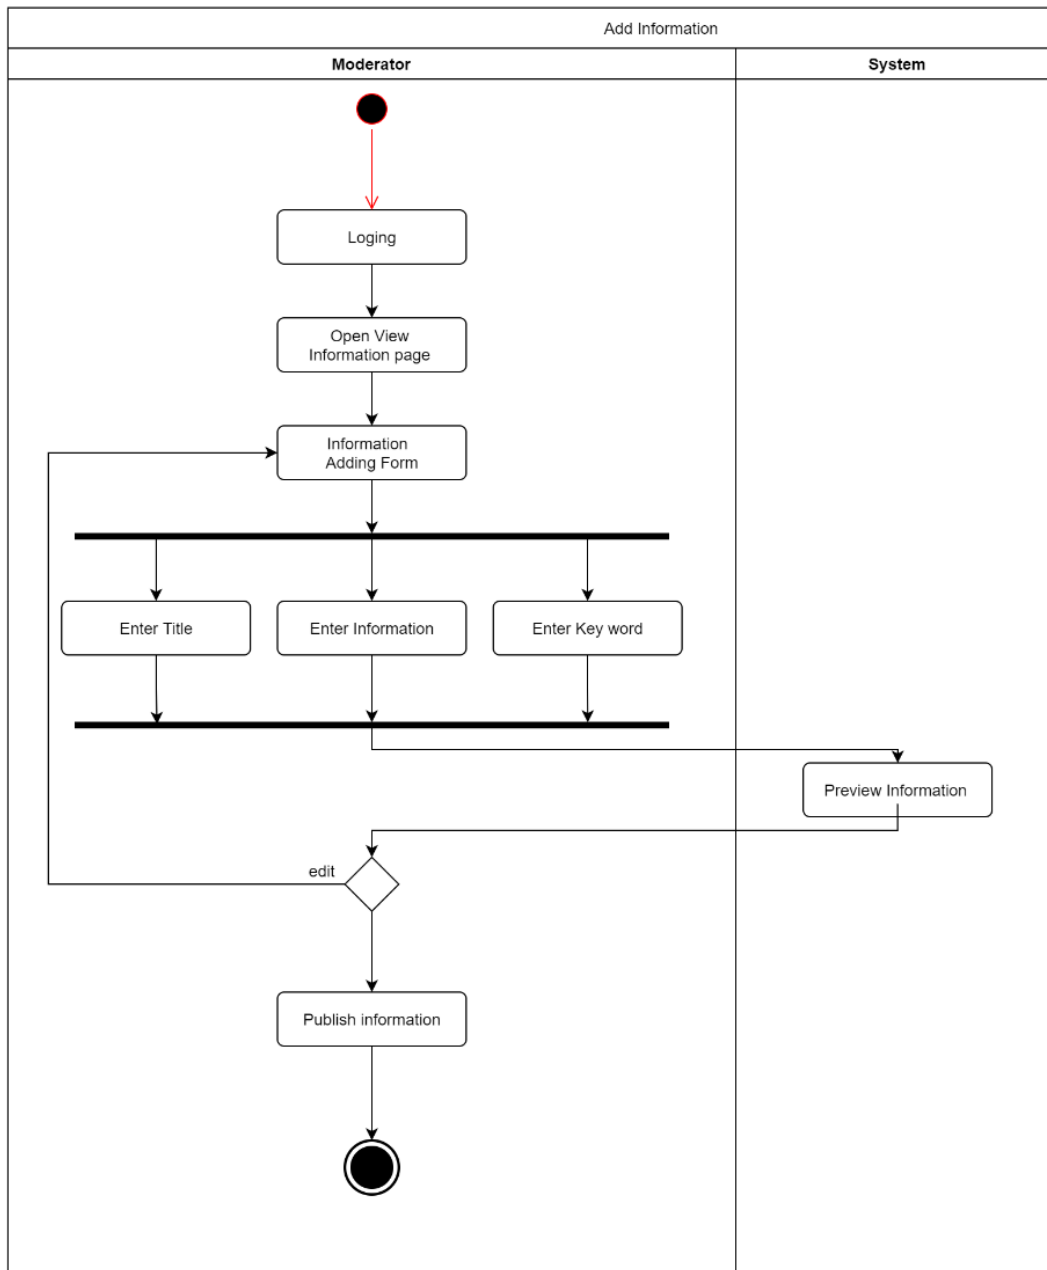 Add Information
Moderator
System
Loging
Open View
Information page
Information
Adding Form
Enter Title
Enter Information
Enter Key word
Preview Information
edit
Publish information